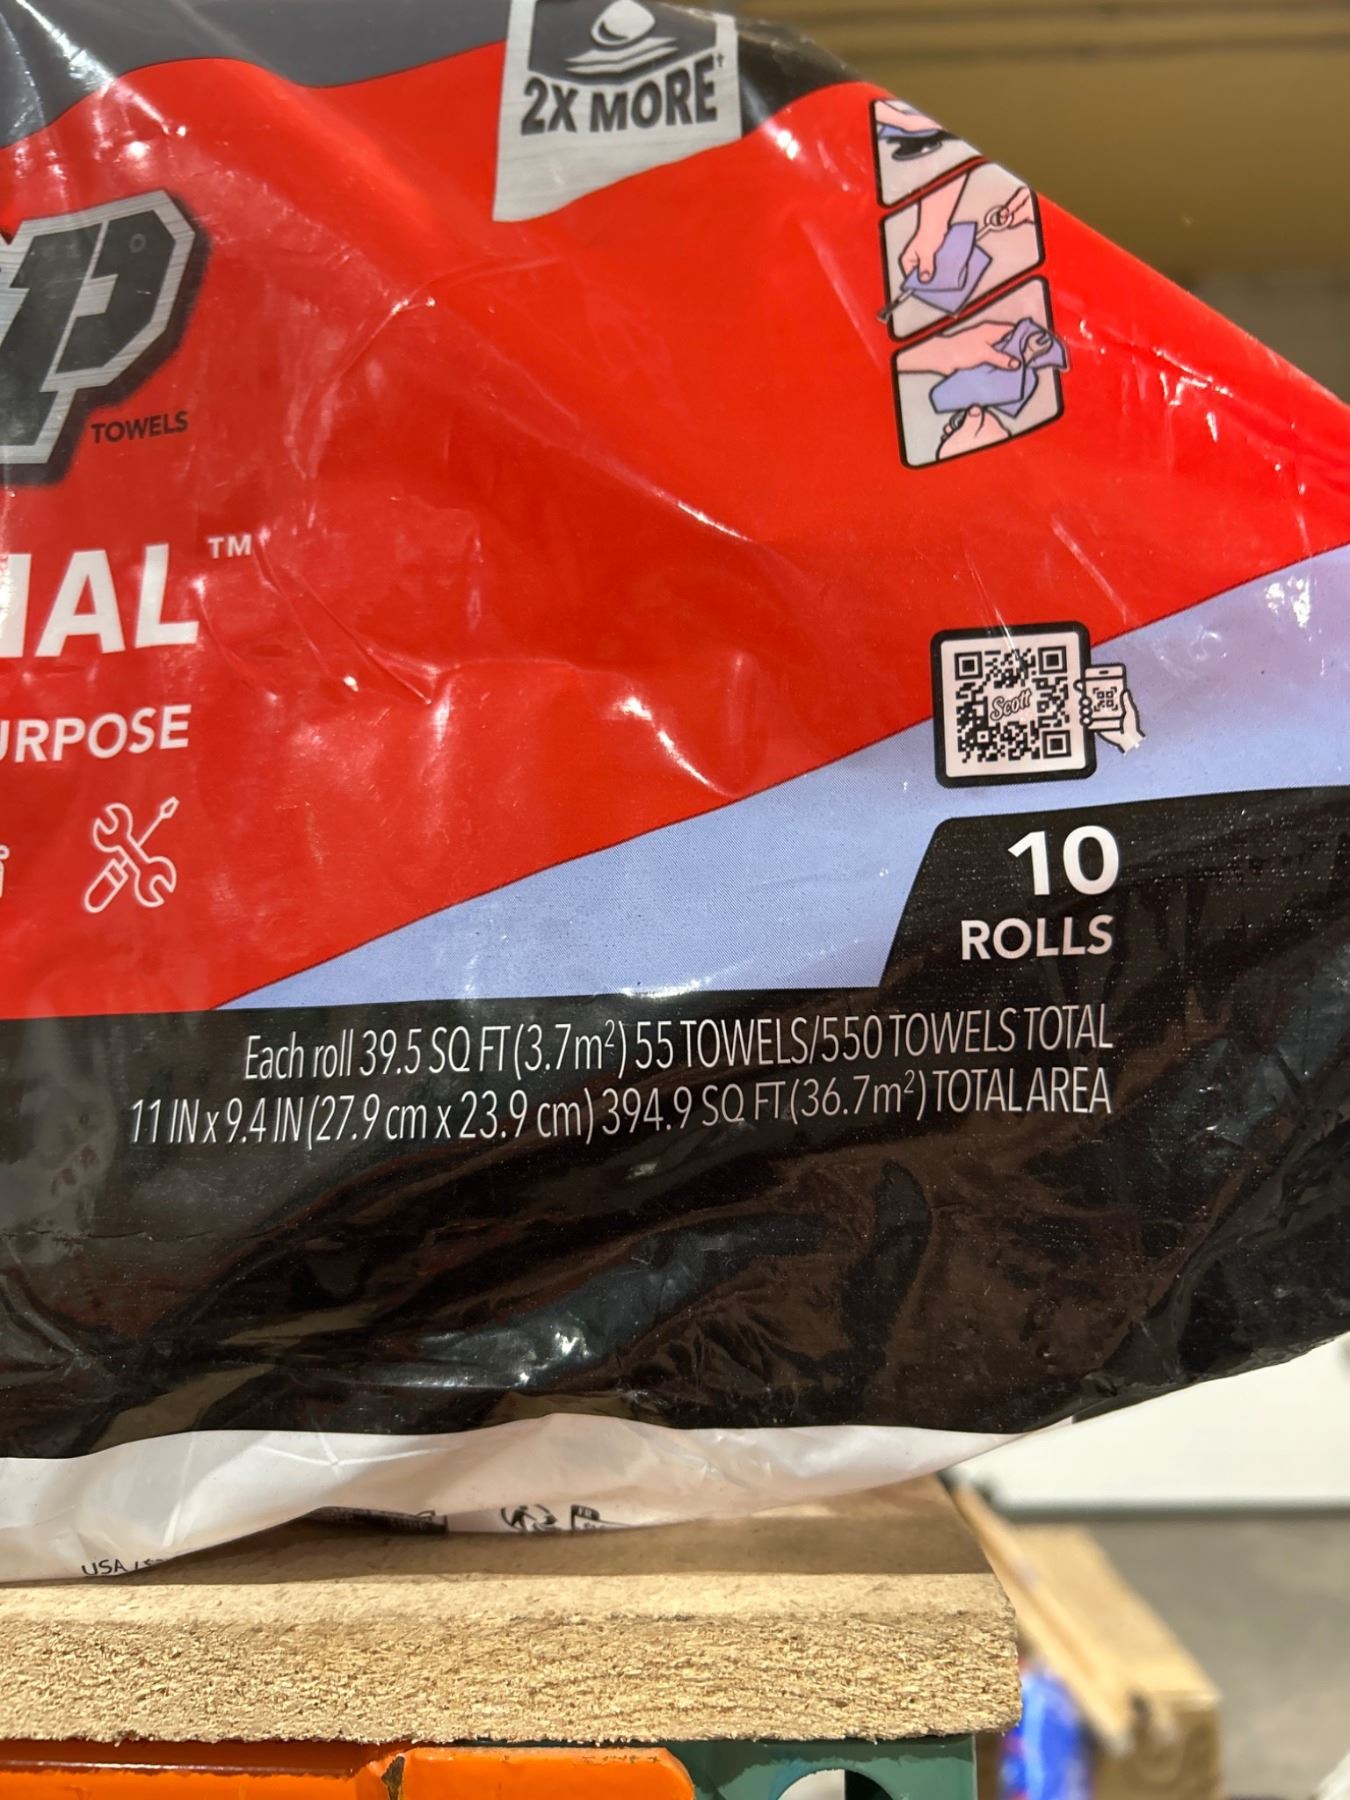 2X MORE†
TOWELS
IAL™
URPOSE
Scott
10
ROLLS
Each roll 39.5 SQ FT (3.7m²) 55 TOWELS/550 TOWELS TOTAL
11 IN x 9.4 IN (27.9 cm x 23.9 cm) 394.9 SQ FT (36.7m²) TOTAL AREA
USA